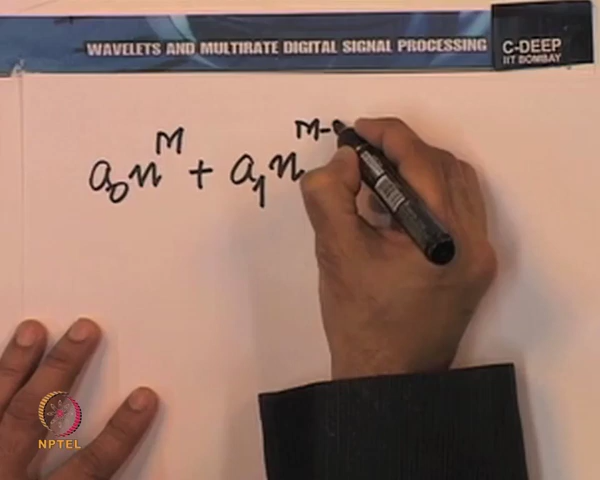 WAVELETS AND MULTIRATE DIGITAL SIGNAL PROCESSING
C-DEEP
IIT BOMBAY
a₀n^M + a₁n^M-
NPTEL